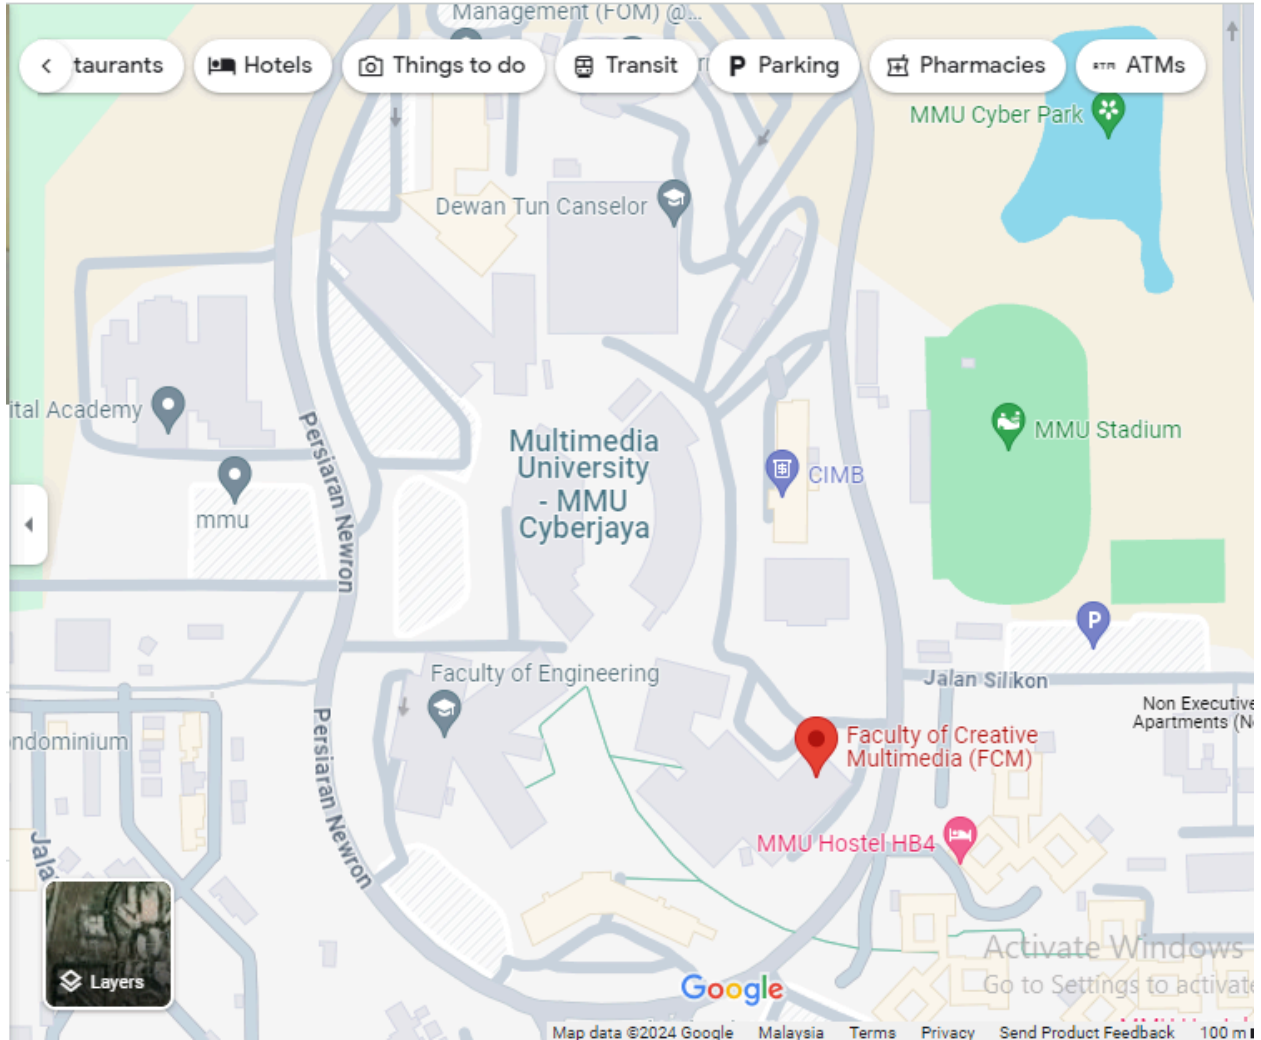 Management (FOM) @...
taurants
Hotels
Things to do
Transit
P Parking
Pharmacies
ATM ATMs
MMU Cyber Park
Dewan Tun Canselor
ital Academy
mmu
Persiaran Newron
Multimedia
University
- MMU
Cyberjaya
CIMB
MMU Stadium
P
Jalan Silikon
Faculty of Engineering
Non Executive
Apartments (N
Faculty of Creative
Multimedia (FCM)
ndominium
Persiaran Newron
MMU Hostel HB4
Jala
Layers
Activate Windows
Go to Settings to activate
Google
Map data ©2024 Google Malaysia Terms Privacy Send Product Feedback 100 m